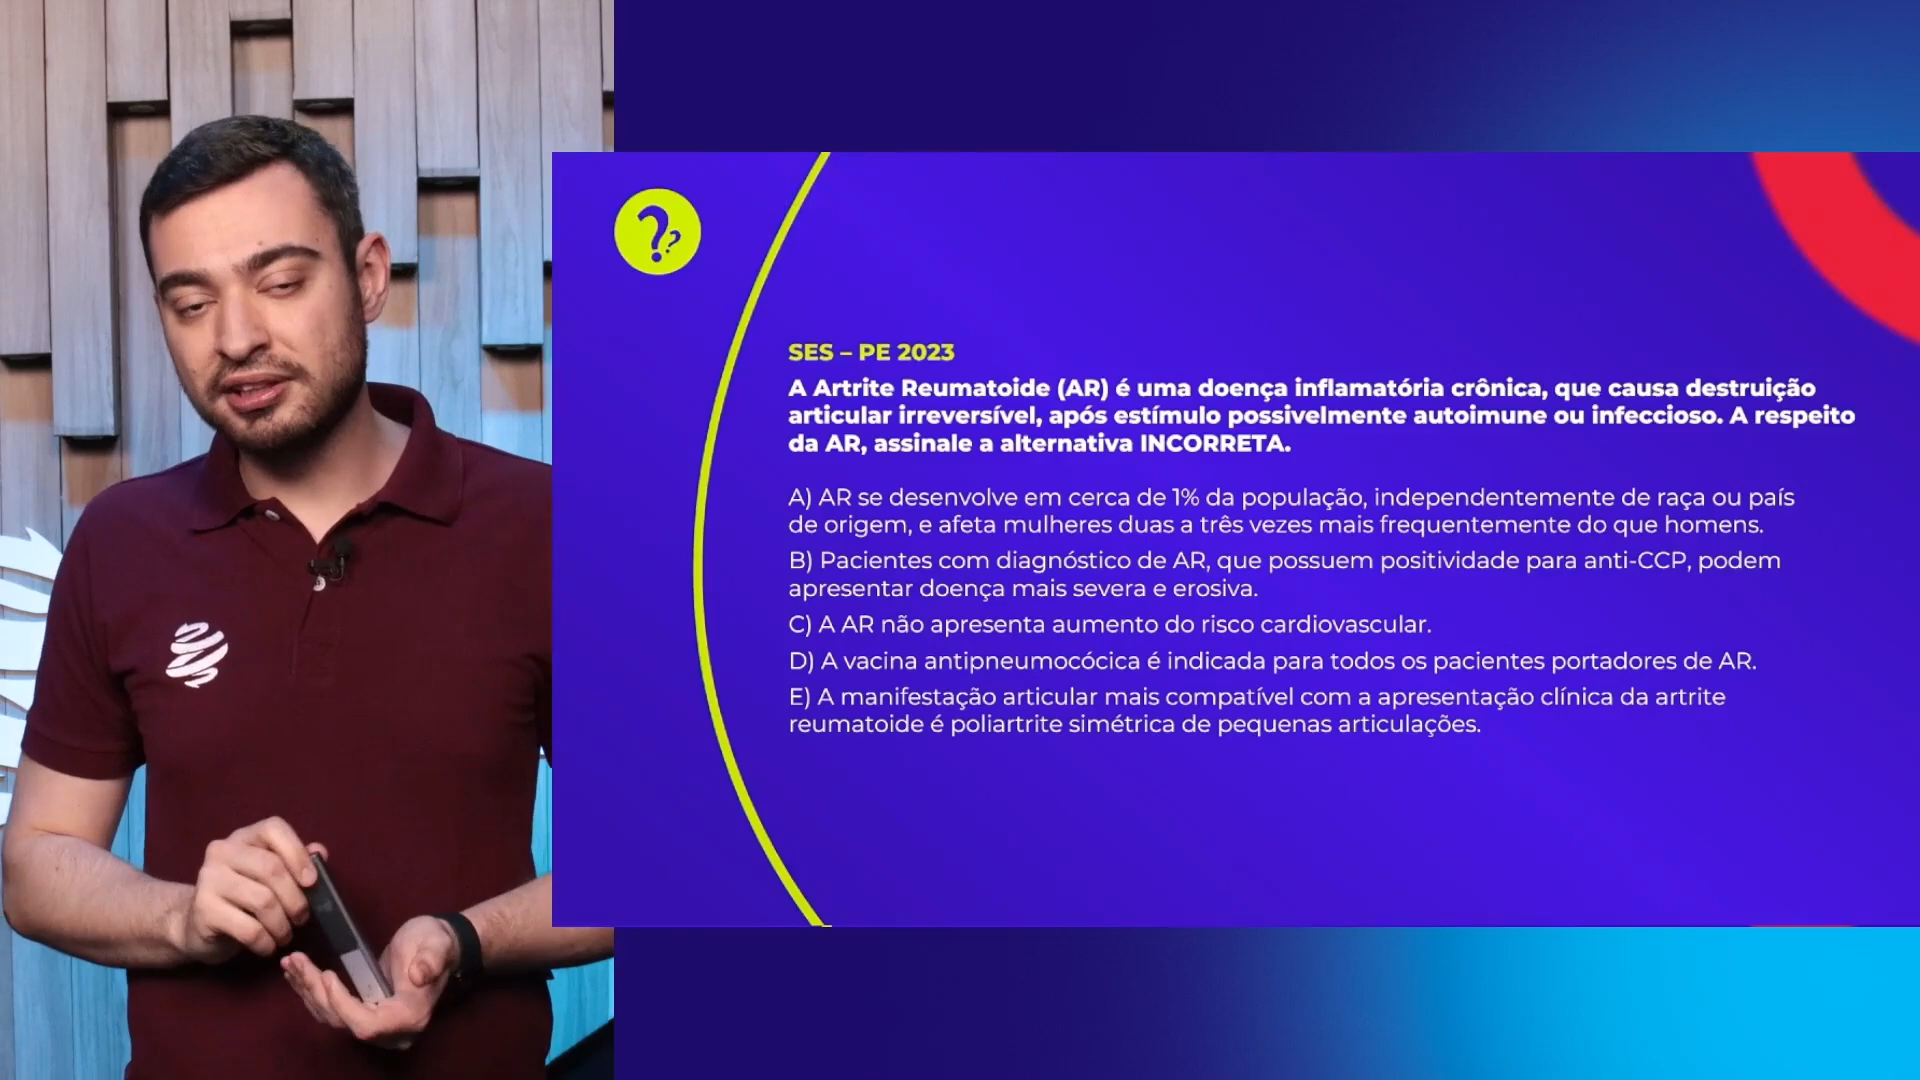 ??
SES – PE 2023
A Artrite Reumatoide (AR) é uma doença inflamatória crônica, que causa destruição
articular irreversível, após estímulo possivelmente autoimune ou infeccioso. A respeito
da AR, assinale a alternativa INCORRETA.
A) AR se desenvolve em cerca de 1% da população, independentemente de raça ou país
de origem, e afeta mulheres duas a três vezes mais frequentemente do que homens.
B) Pacientes com diagnóstico de AR, que possuem positividade para anti-CCP, podem
apresentar doença mais severa e erosiva.
C) A AR não apresenta aumento do risco cardiovascular.
D) A vacina antipneumocócica é indicada para todos os pacientes portadores de AR.
E) A manifestação articular mais compatível com a apresentação clínica da artrite
reumatoide é poliartrite simétrica de pequenas articulações.